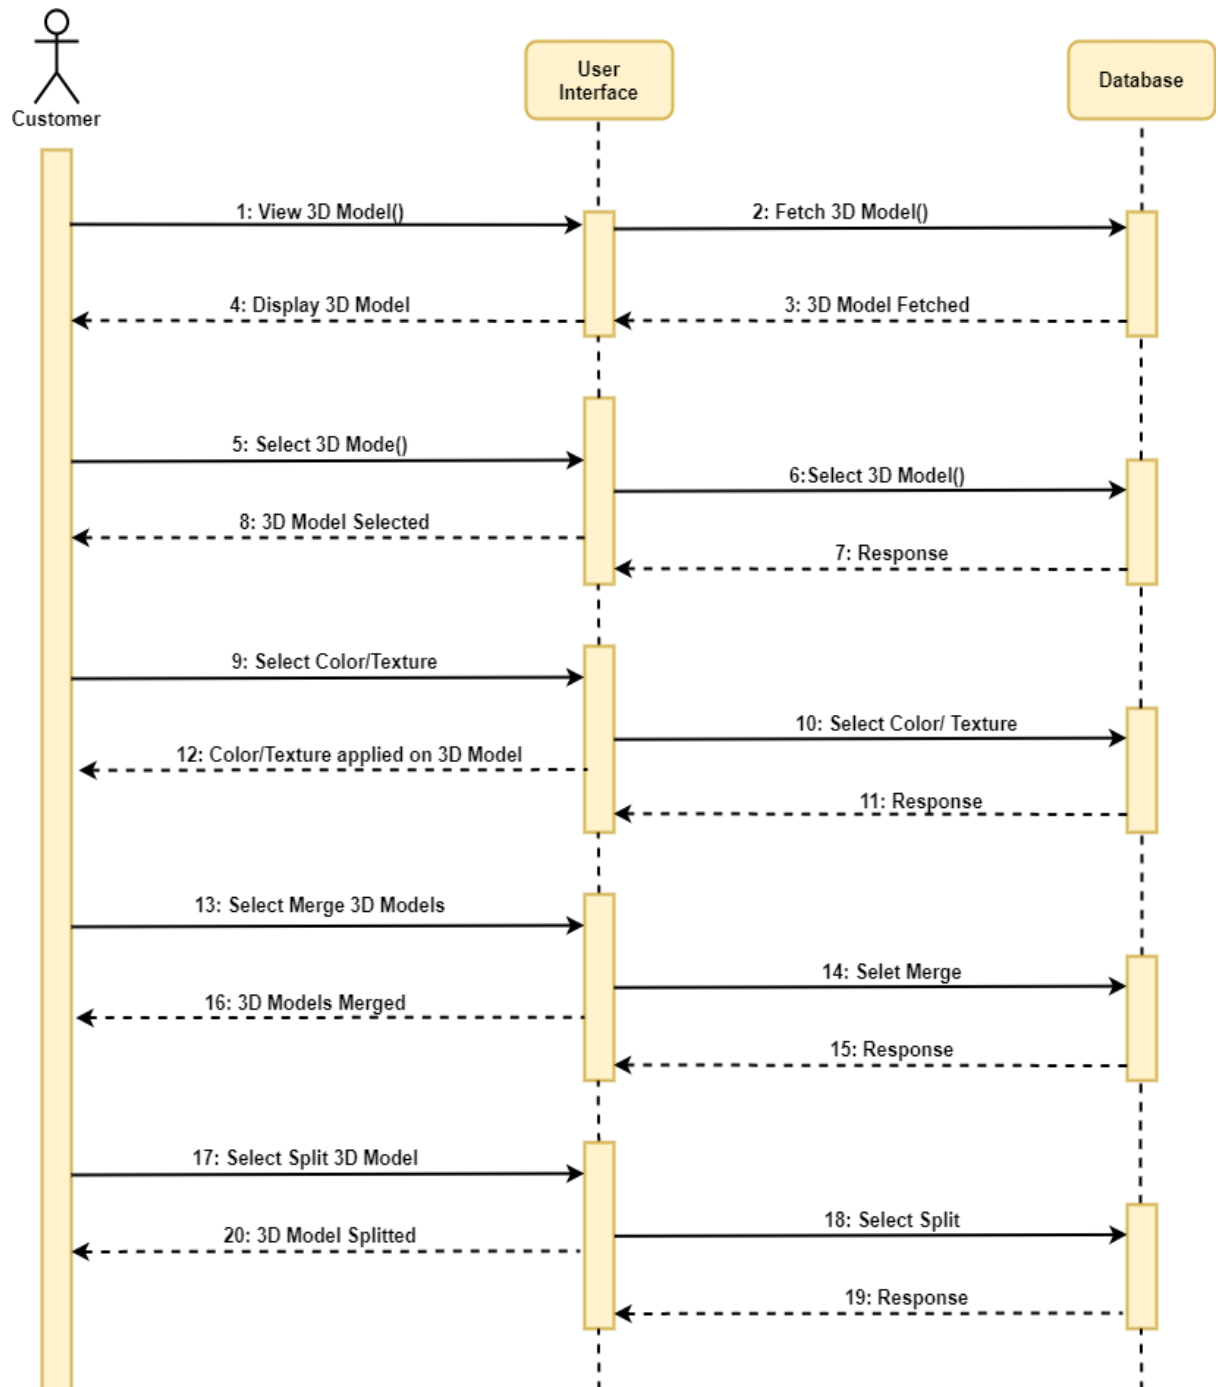 Customer
User
Interface
Database
1: View 3D Model()
2: Fetch 3D Model()
4: Display 3D Model
3: 3D Model Fetched
5: Select 3D Mode()
6:Select 3D Model()
8: 3D Model Selected
7: Response
9: Select Color/Texture
10: Select Color/ Texture
12: Color/Texture applied on 3D Model
11: Response
13: Select Merge 3D Models
14: Selet Merge
16: 3D Models Merged
15: Response
17: Select Split 3D Model
18: Select Split
20: 3D Model Splitted
19: Response